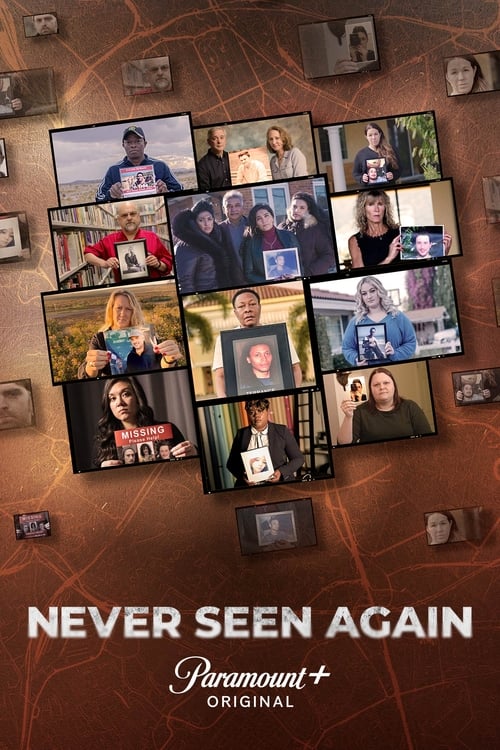 MISSING
Please Help!
NEVER SEEN AGAIN
Paramount+
ORIGINAL